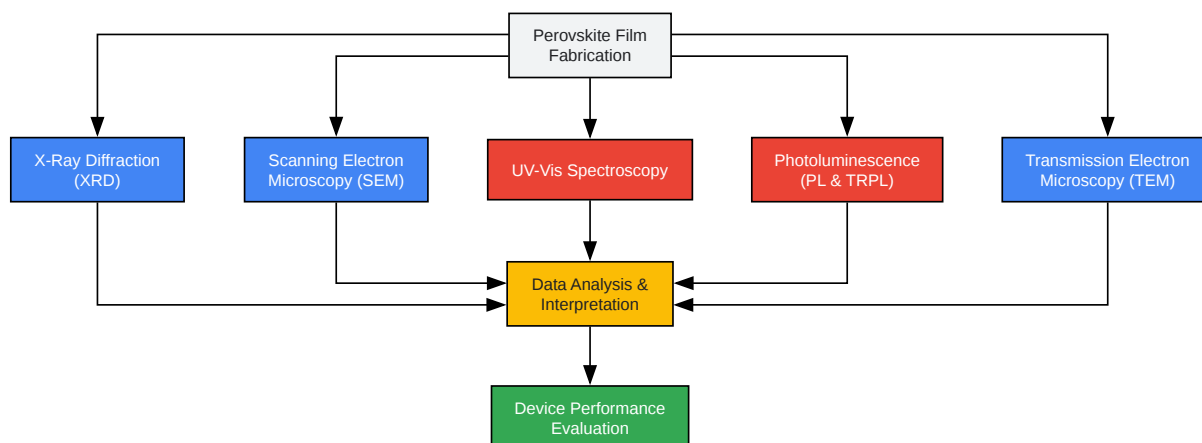 Perovskite Film
Fabrication
X-Ray Diffraction
(XRD)
Scanning Electron
Microscopy (SEM)
UV-Vis Spectroscopy
Photoluminescence
(PL & TRPL)
Transmission Electron
Microscopy (TEM)
Data Analysis &
Interpretation
Device Performance
Evaluation